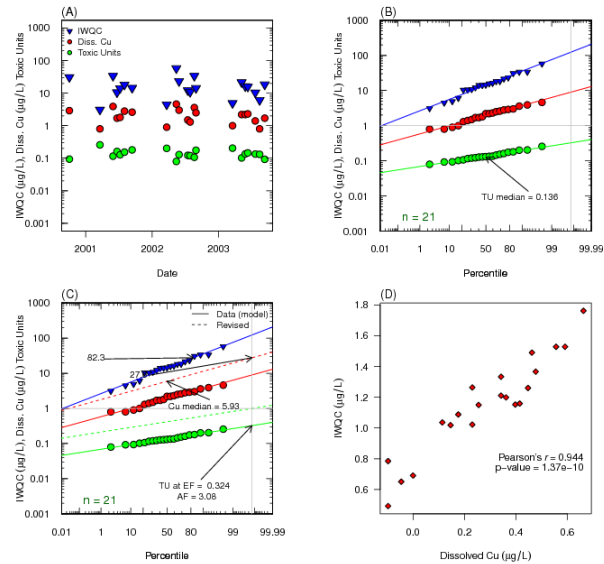 (A)
IWQC (µg/L), Diss. Cu (µg/L) Toxic Units
1000
100
10
1
0.1
0.01
0.001
IWQC
Diss. Cu
Toxic Units
2001 2002 2003
Date
(B)
IWQC (µg/L), Diss. Cu (µg/L) Toxic Units
1000
100
10
1
0.1
0.01
0.001
TU median = 0.136
n = 21
0.01 1 10 50 80 99 99.99
Percentile
(C)
IWQC (µg/L), Diss. Cu (µg/L) Toxic Units
1000
100
10
1
0.1
0.01
0.001
Data (model)
Revised
82.3
27
Cu median = 5.93
TU at EF = 0.324
AF = 3.08
n = 21
0.01 1 10 50 80 99 99.99
Percentile
(D)
IWQC (µg/L)
1.8
1.6
1.4
1.2
1.0
0.8
0.6
Pearson's r = 0.944
p-value = 1.37e-10
0.0 0.2 0.4 0.6
Dissolved Cu (µg/L)